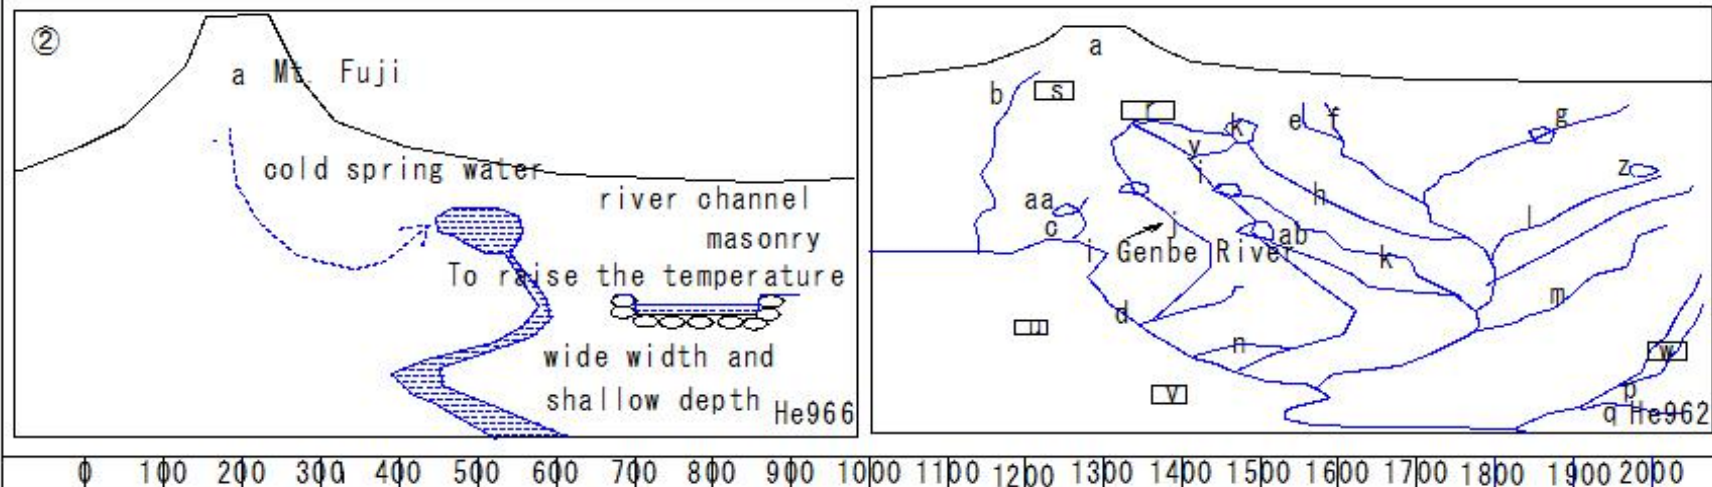 ②
a Mt. Fuji
cold spring water
river channel
masonry
To raise the temperature
wide width and
shallow depth
He966
a
b
s
r
k
e
f
g
y
i
z
h
aa
c
l
j
ab
i
Genbe River
k
m
d
u
n
w
v
p
q
He962
0 100 200 300 400 500 600 700 800 900 1000 1100 1200 1300 1400 1500 1600 1700 1800 1900 2000